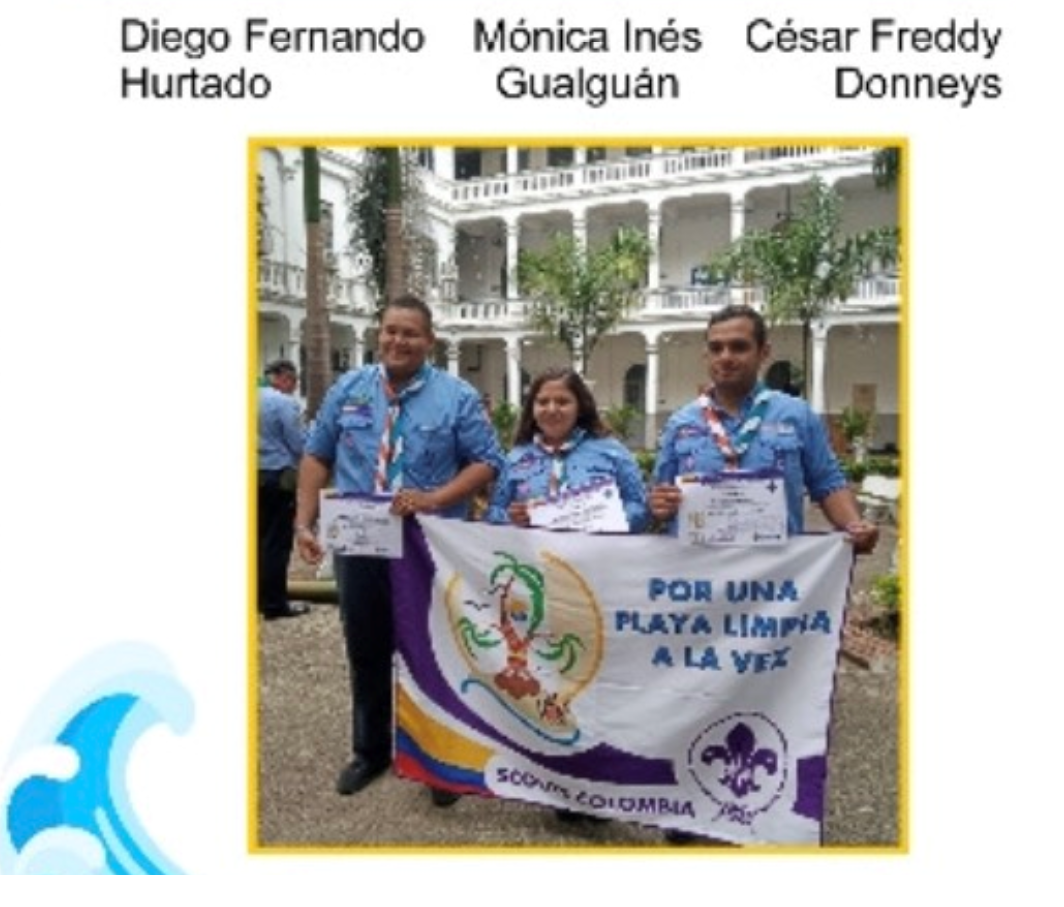 Diego Fernando Mónica Inés César Freddy
Hurtado Gualguán Donneys
POR UNA
PLAYA LIMPIA
A LA VEZ
SCOUTS COLOMBIA